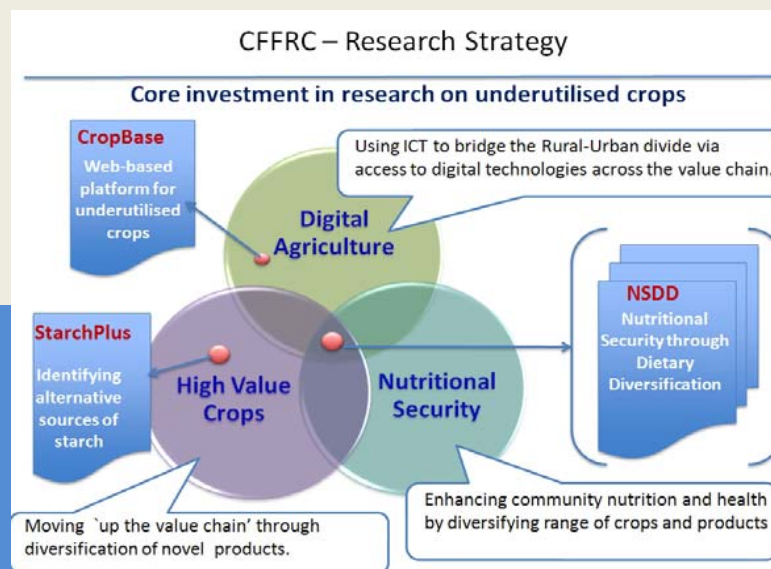 CFFRC – Research Strategy
Core investment in research on underutilised crops
CropBase
Web-based
platform for
underutilised
crops
Using ICT to bridge the Rural-Urban divide via
access to digital technologies across the value chain.
Digital
Agriculture
StarchPlus
Identifying
alternative
sources of
starch
High Value
Crops
Nutritional
Security
NSDD
Nutritional
Security through
Dietary
Diversification
Moving `up the value chain’ through
diversification of novel products.
Enhancing community nutrition and health
by diversifying range of crops and products